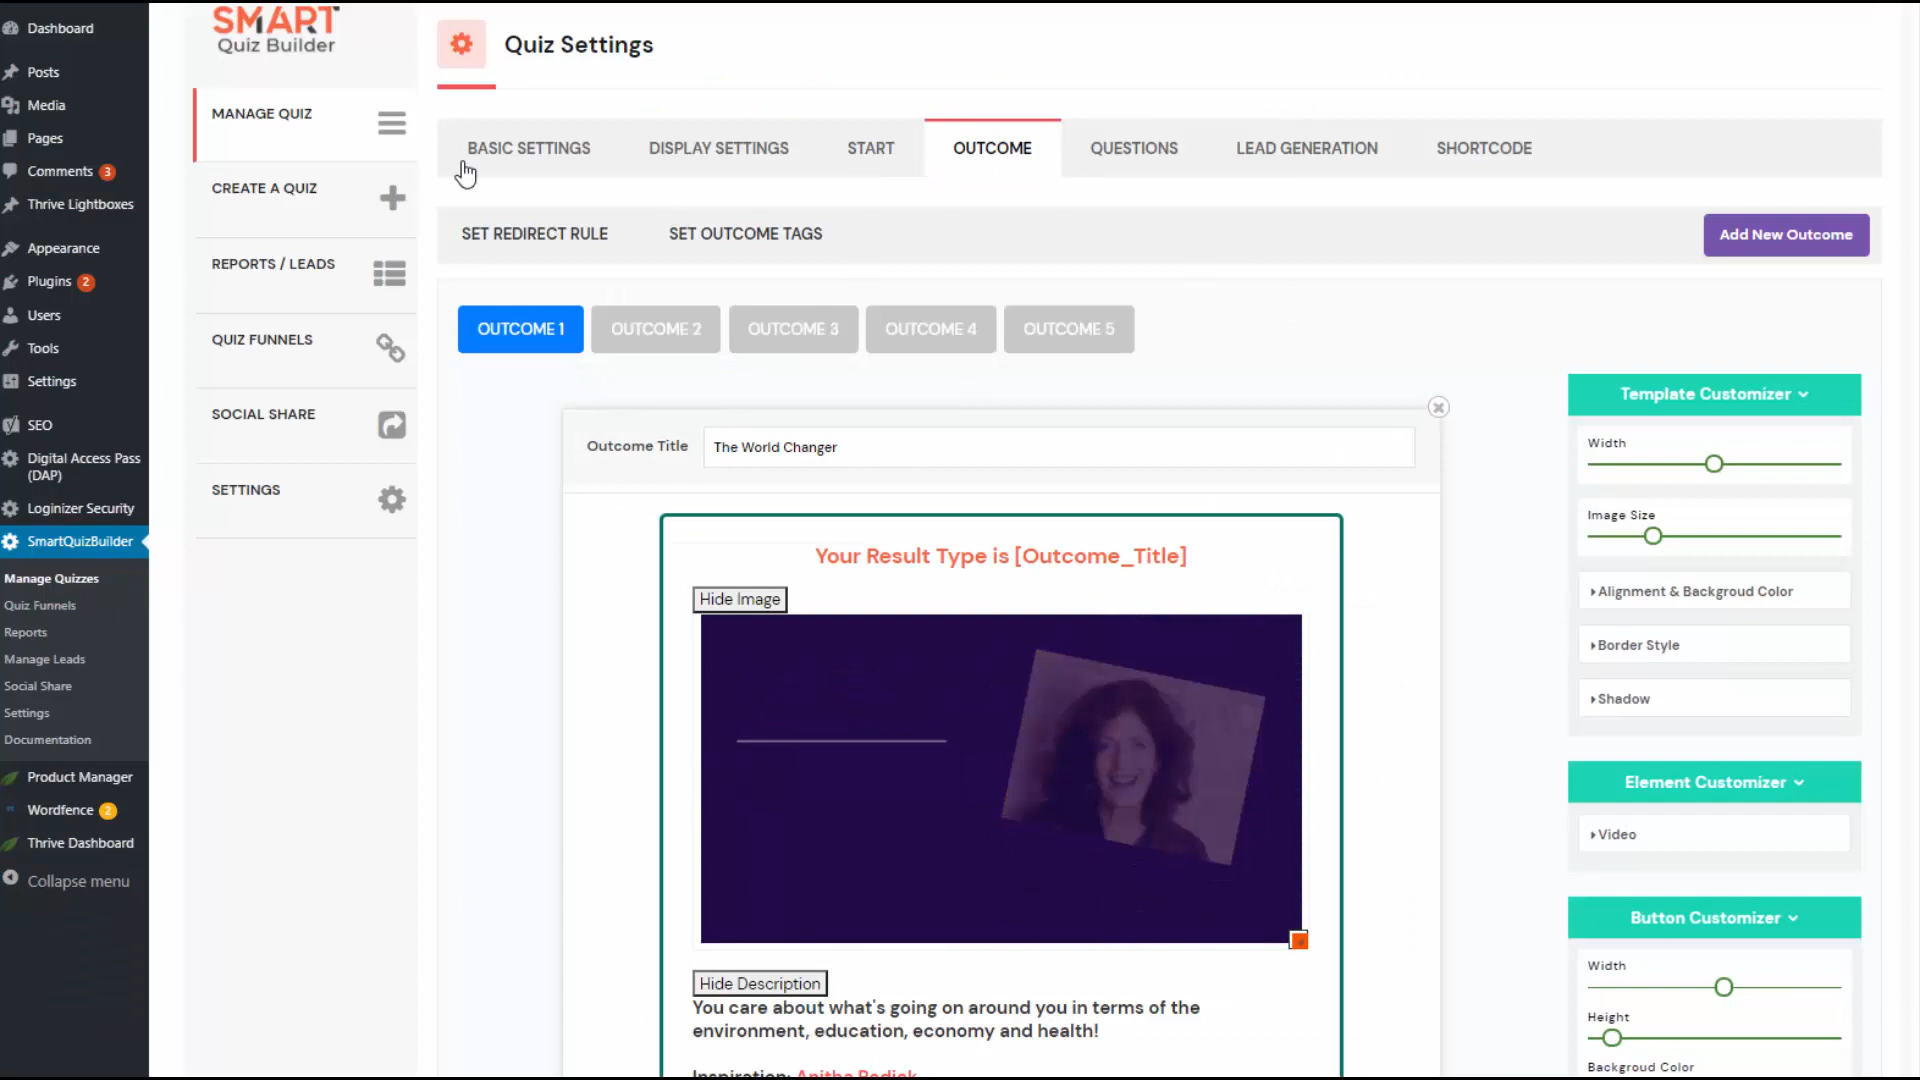 Dashboard
Posts
Media
Pages
Comments 3
Thrive Lightboxes
Appearance
Plugins 2
Users
Tools
Settings
SEO
Digital Access Pass
(DAP)
Loginizer Security
SmartQuizBuilder
Manage Quizzes
Quiz Funnels
Reports
Manage Leads
Social Share
Settings
Documentation
Product Manager
Wordfence 2
Thrive Dashboard
Collapse menu
SMART
Quiz Builder
MANAGE QUIZ
CREATE A QUIZ
REPORTS / LEADS
QUIZ FUNNELS
SOCIAL SHARE
SETTINGS
Quiz Settings
BASIC SETTINGS DISPLAY SETTINGS START OUTCOME QUESTIONS LEAD GENERATION SHORTCODE
SET REDIRECT RULE SET OUTCOME TAGS Add New Outcome
OUTCOME 1 OUTCOME 2 OUTCOME 3 OUTCOME 4 OUTCOME 5
Outcome Title The World Changer
Your Result Type is [Outcome_Title]
Hide Image
Hide Description
You care about what's going on around you in terms of the
environment, education, economy and health!
Inspiration: Anitha Rodick
Template Customizer
Width
Image Size
Alignment & Backgroud Color
Border Style
Shadow
Element Customizer
Video
Button Customizer
Width
Height
Backgroud Color